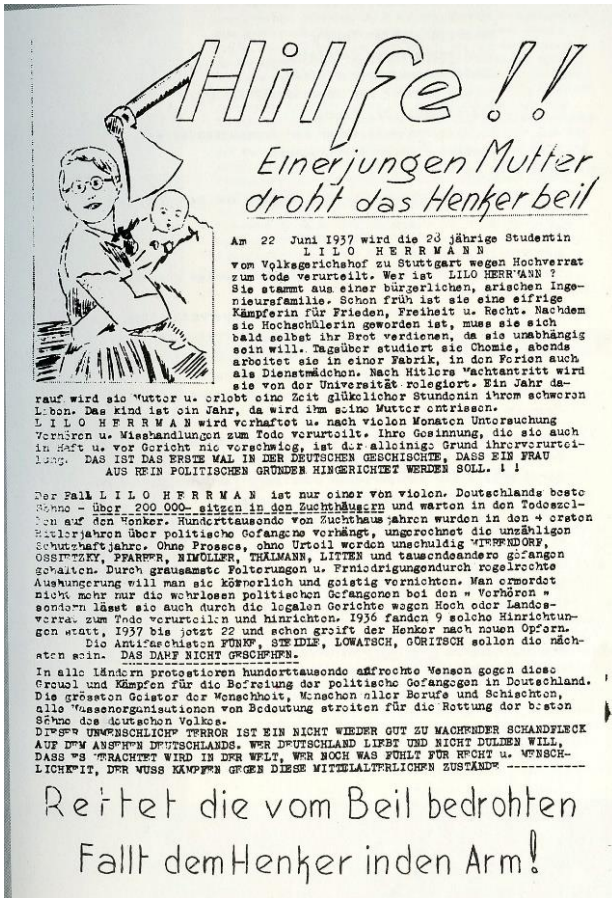 Hilfe!!
Einer jungen Mutter
droht das Henkerbeil
Am 22 Juni 1937 wird die 28 jährige Studentin
LILO HERRMANN
vom Volksgerichshof zu Stuttgart wegen Hochverrat
zum tode verurteilt. Wer ist LILO HERRMANN ?
Sie stammt aus einer bürgerlichen, arischen Inge-
nieursfamilie. Schon früh ist sie eine eifrige
Kämpferin für Frieden, Freiheit u. Recht. Nachdem
sie Hochschülerin geworden ist, muss sie sich
bald selbst ihr Brot verdienen, da sie unabhängig
sein will. Tagsüber studiert sie Chomie, abends
arbeitet sie in einer Fabrik, in den Ferien auch
als Dienstmädchen. Nach Hitlers Machtantritt wird
sie von der Universität relegiert. Ein Jahr da-
rauf wird sie Mutter u. erlobt eine Zeit glükelicher Stundenin ihrem schweren
Leben. Das kind ist ein Jahr, da wird ihm seine Mutter entrissen.
LILO HERRMAN wird verhaftet u. nach vielen Monaten Untersuchung
Verhören u. Misshandlungen zum Tode verurteilt. Ihre Gesinnung, die sie auch
in Haft u. vor Gericht nie verschwieg, ist der alleinige Grund ihrerverurtei-
lung. DAS IST DAS ERSTE MAL IN DER DEUTSCHEN GESCHICHTE, DASS EIN FRAU
AUS REIN POLITISCHEN GRÜNDEN HINGERICHTET WERDEN SOLL. ! !
Der Fall LILO HERRMAN ist nur einer von vielen. Deutschlands beste
Söhne - über 200 000- sitzen in den Zuchthäusern und warten in den Todeszel-
len auf den Henker. Hunderttausende von Zuchthausjahren wurden in den 4 ersten
Hitlerjahren über politische Gefangene verhängt, ungerechnet die unzähligen
Schutzhaftjahre. Ohne Prosess, ohne Urteil werden unschuldig MIERENDORF,
OSSIETZKY, PFARRER, NIMÖLLER, THÄLMANN, LITTEN und tausendeandere gefangen
gehalten. Durch grausamste Folterungen u. Erniedrigungendurch regelrechte
Aushungerung will man sie körperlich und geistig vernichten. Man ermordet
nicht mehr nur die wehrlosen politischen Gefangenen bei den " Verhören "
sondern lässt sie auch durch die legalen Gerichte wegen Hoch oder Landes-
verrat zum Tode verurteilen und hinrichten. 1936 fanden 9 solche Hinrichtun-
gen statt, 1937 bis jetzt 22 und schon greift der Henker nach neuen Opfern.
Die Antifaschisten FUNKE, STEIDLE, LOWATSCH, GÖRITSCH sollen die näch-
sten sein. DAS DARF NICHT GESCHEHEN.
In alle Ländern protestieren hunderttausende aufrechte Mensen gegen diese
Greuel und Kämpfen für die Befreiung der politische Gefangegen in Deutschland.
Die grössten Geister der Menschheit, Menschen aller Berufe und Schischten,
alle Massenorganisationen von Bedoutung streiten für die Rettung der besten
Söhne des deutschen Volkes.
DIESER UNMENSCHLICHE TERROR IST EIN NICHT WIEDER GUT ZU MACHENDER SCHANDFLECK
AUF DEM ANSEHEN DEUTSCHLANDS. WER DEUTSCHLAND LIEBT UND NICHT DULDEN WILL,
DASS ES VERACHTET WIRD IN DER WELT, WER NOCH WAS FÜHLT FÜR RECHT u. MENSCH-
LICHKEIT, DER MUSS KÄMPFEN GEGEN DIESE MITTELALTERLICHEN ZUSTÄNDE
Rettet die vom Beil bedrohten
Fallt dem Henker in den Arm!